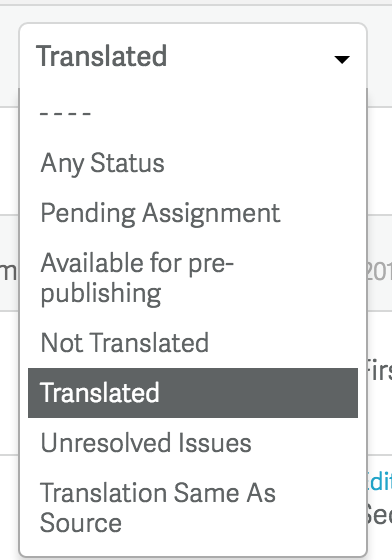 Translated
----
Any Status
Pending Assignment
Available for pre-
publishing
m
201
Not Translated
Firs
Translated
Unresolved Issues
Edit
Translation Same As
Sec
Source